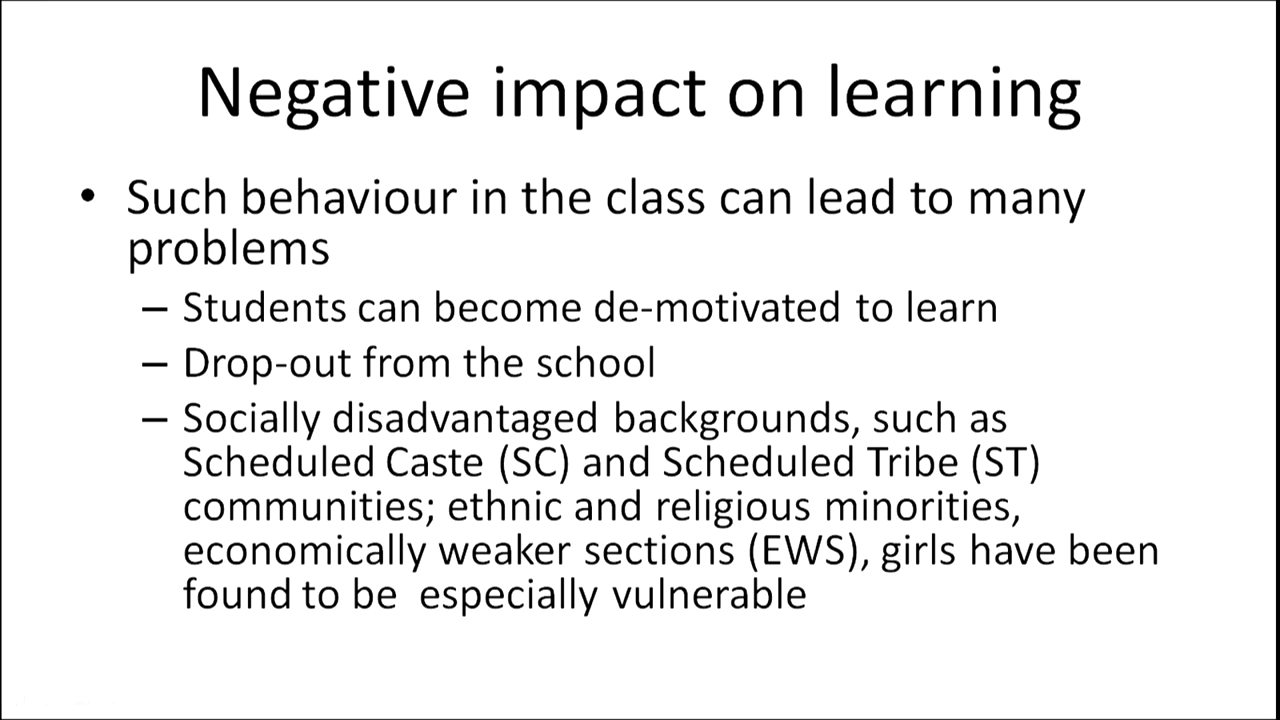 Negative impact on learning
• Such behaviour in the class can lead to many
problems
– Students can become de-motivated to learn
– Drop-out from the school
– Socially disadvantaged backgrounds, such as
Scheduled Caste (SC) and Scheduled Tribe (ST)
communities; ethnic and religious minorities,
economically weaker sections (EWS), girls have been
found to be  especially vulnerable